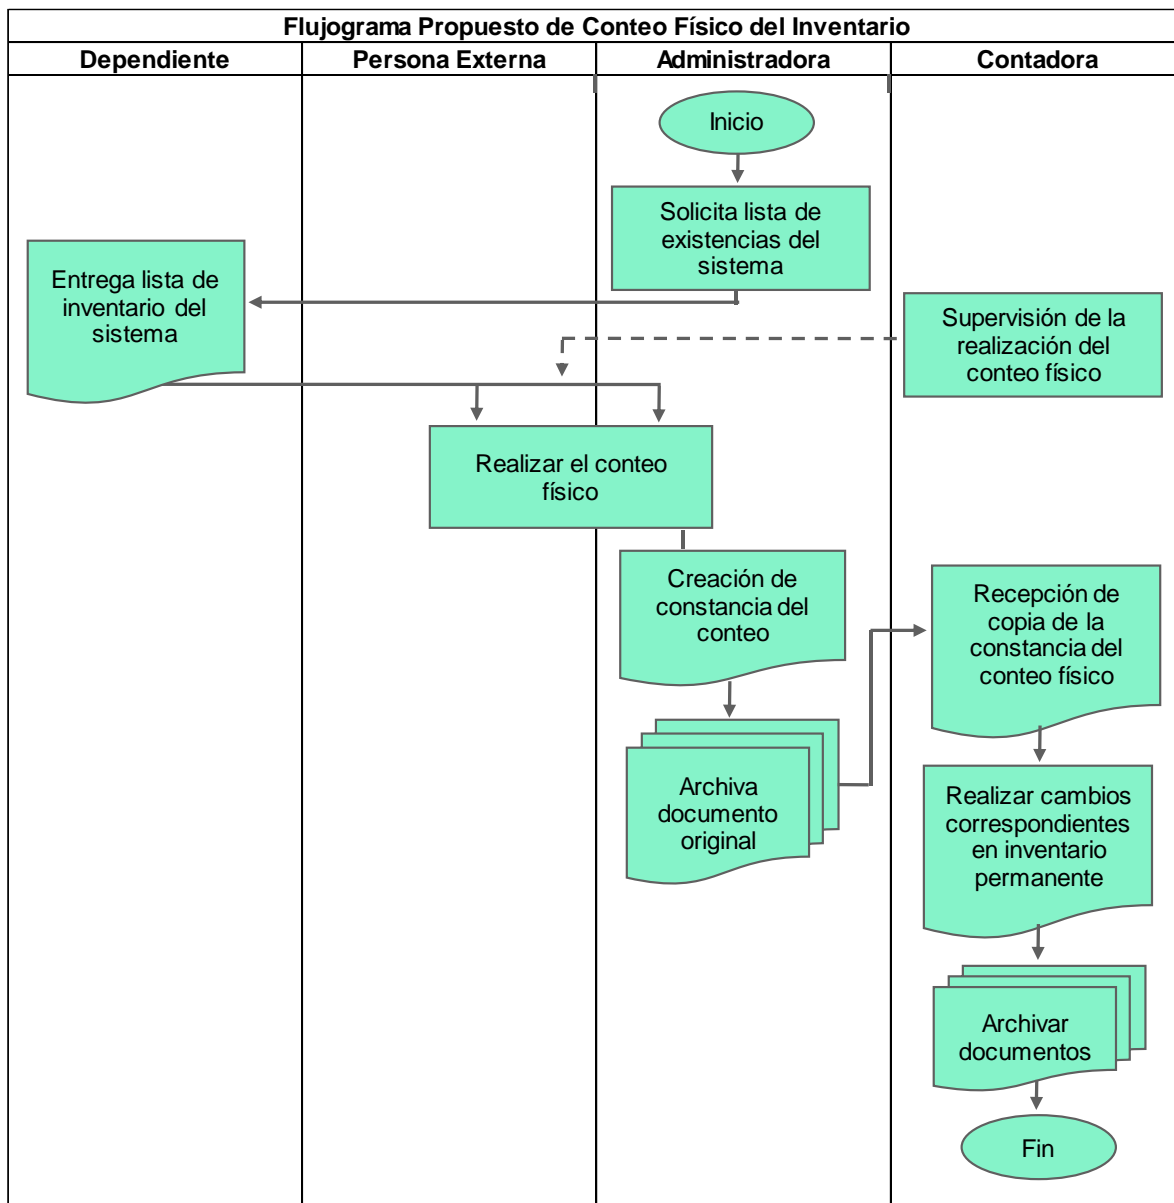 Flujograma Propuesto de Conteo Físico del Inventario
Dependiente
Persona Externa
Administradora
Contadora
Inicio
Solicita lista de
existencias del
sistema
Entrega lista de
inventario del
sistema
Supervisión de la
realización del
conteo físico
Realizar el conteo
físico
Creación de
constancia del
conteo
Recepción de
copia de la
constancia del
conteo físico
Archiva
documento
original
Realizar cambios
correspondientes
en inventario
permanente
Archivar
documentos
Fin